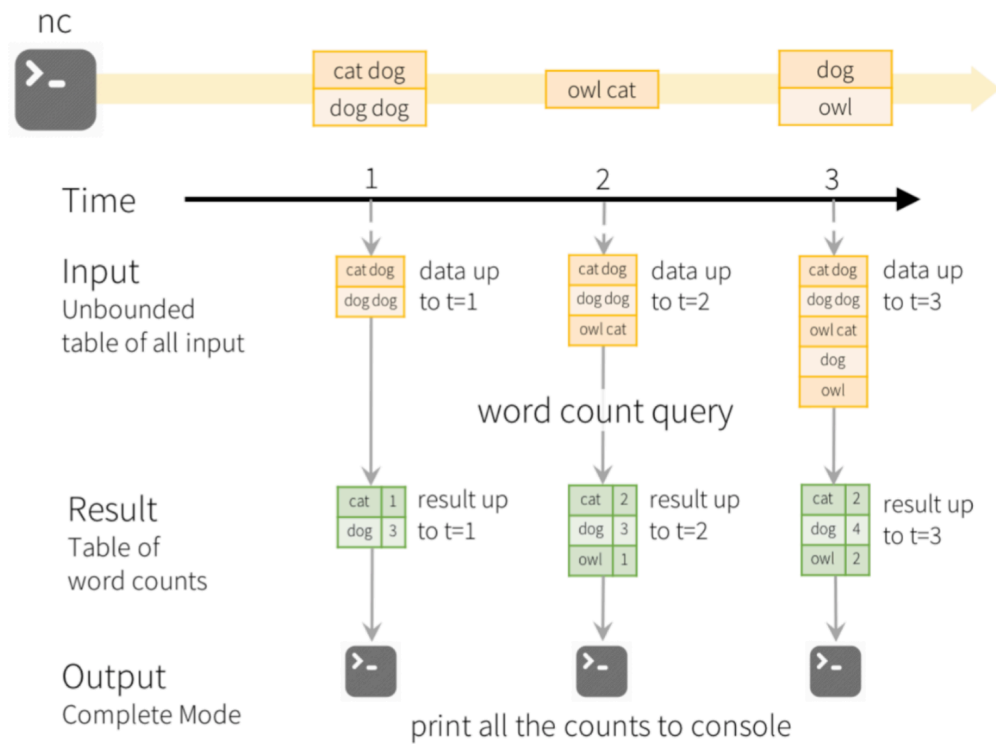 nc
cat dog
dog dog
owl cat
dog
owl
Time
1
2
3
Input
Unbounded
table of all input
cat dog
dog dog
data up
to t=1
cat dog
dog dog
owl cat
data up
to t=2
cat dog
dog dog
owl cat
dog
owl
data up
to t=3
word count query
Result
Table of
word counts
cat 1
dog 3
result up
to t=1
cat 2
dog 3
owl 1
result up
to t=2
cat 2
dog 4
owl 2
result up
to t=3
Output
Complete Mode
print all the counts to console